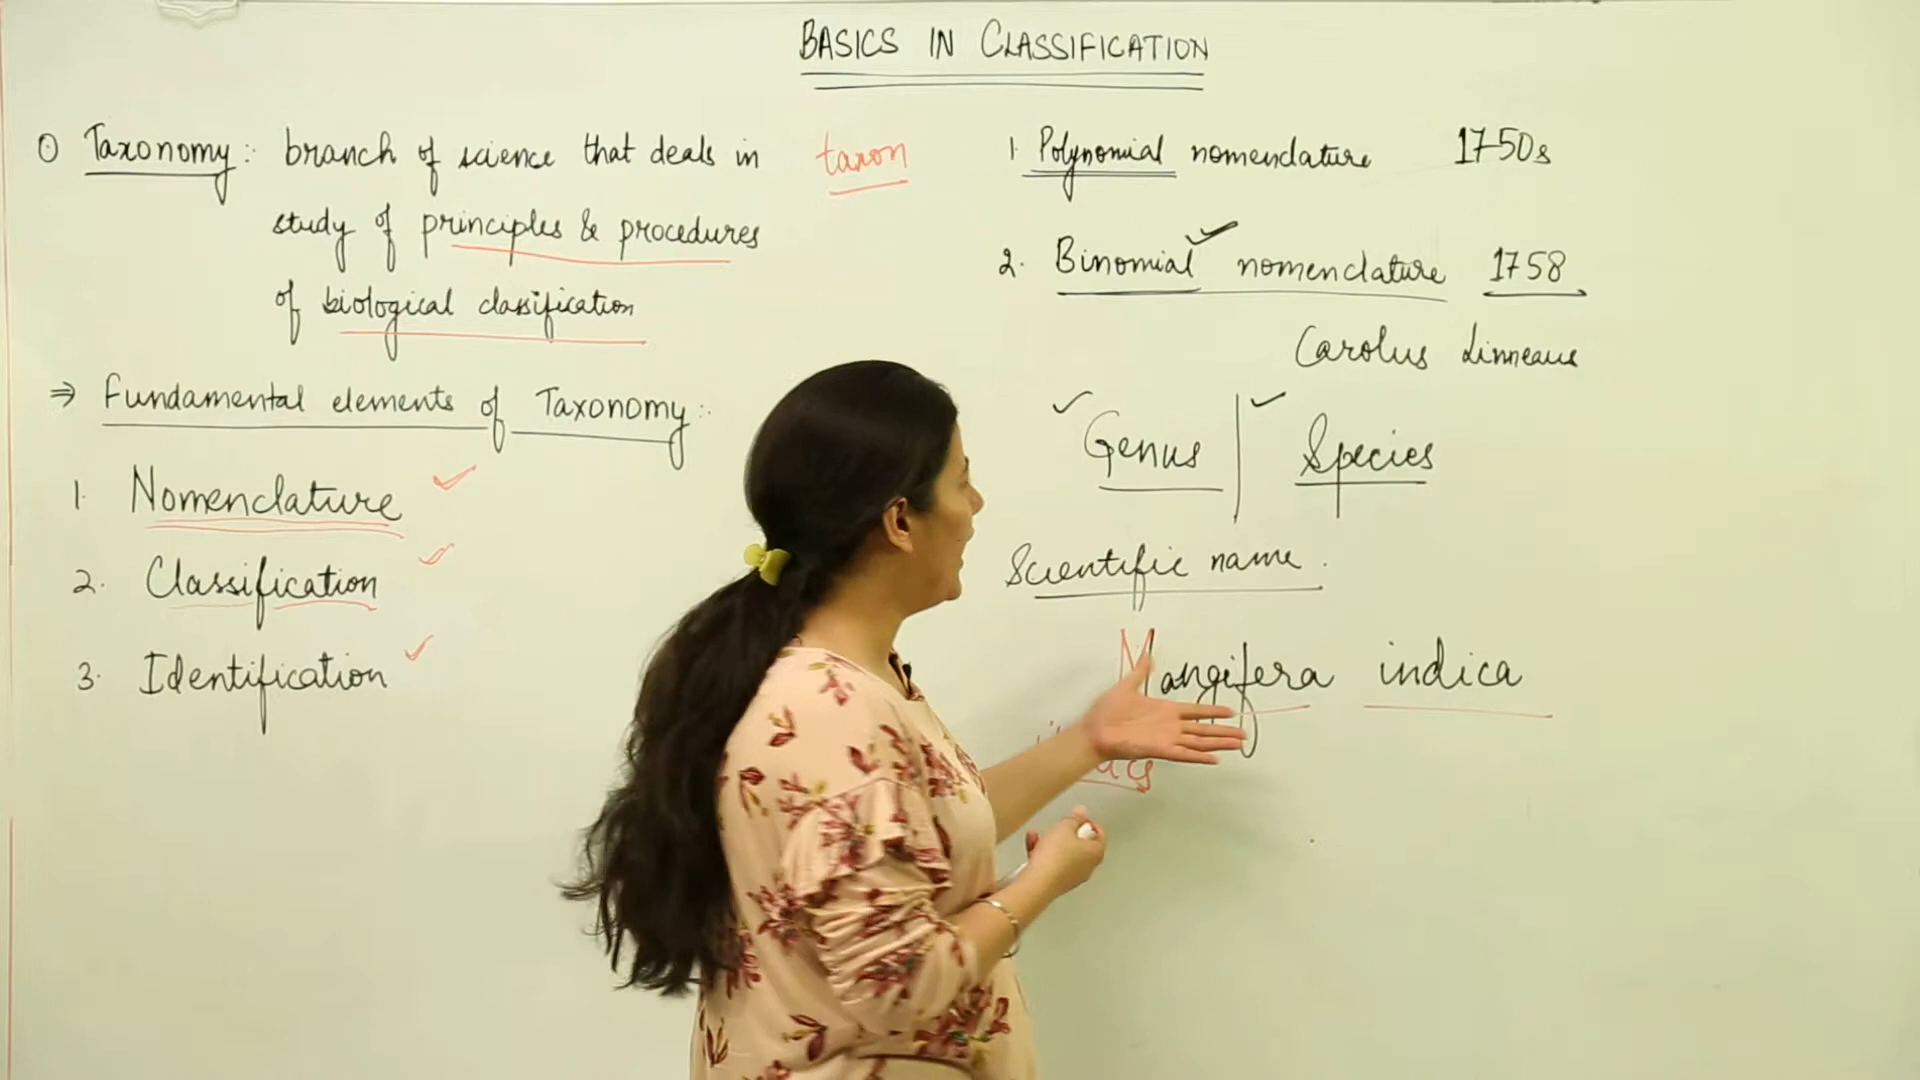 BASICS IN CLASSIFICATION
① Taxonomy: branch of science that deals in
study of principles & procedures
of biological classification
taxon
⇒ Fundamental elements of Taxonomy:
1. Nomenclature ✓
2. Classification ✓
3. Identification ✓
1. Polynomial nomenclature 1750s
2. Binomial ✓ nomenclature 1758
Carolus Linneaus
✓ Genus | ✓ Species
Scientific name.
Mangifera indica